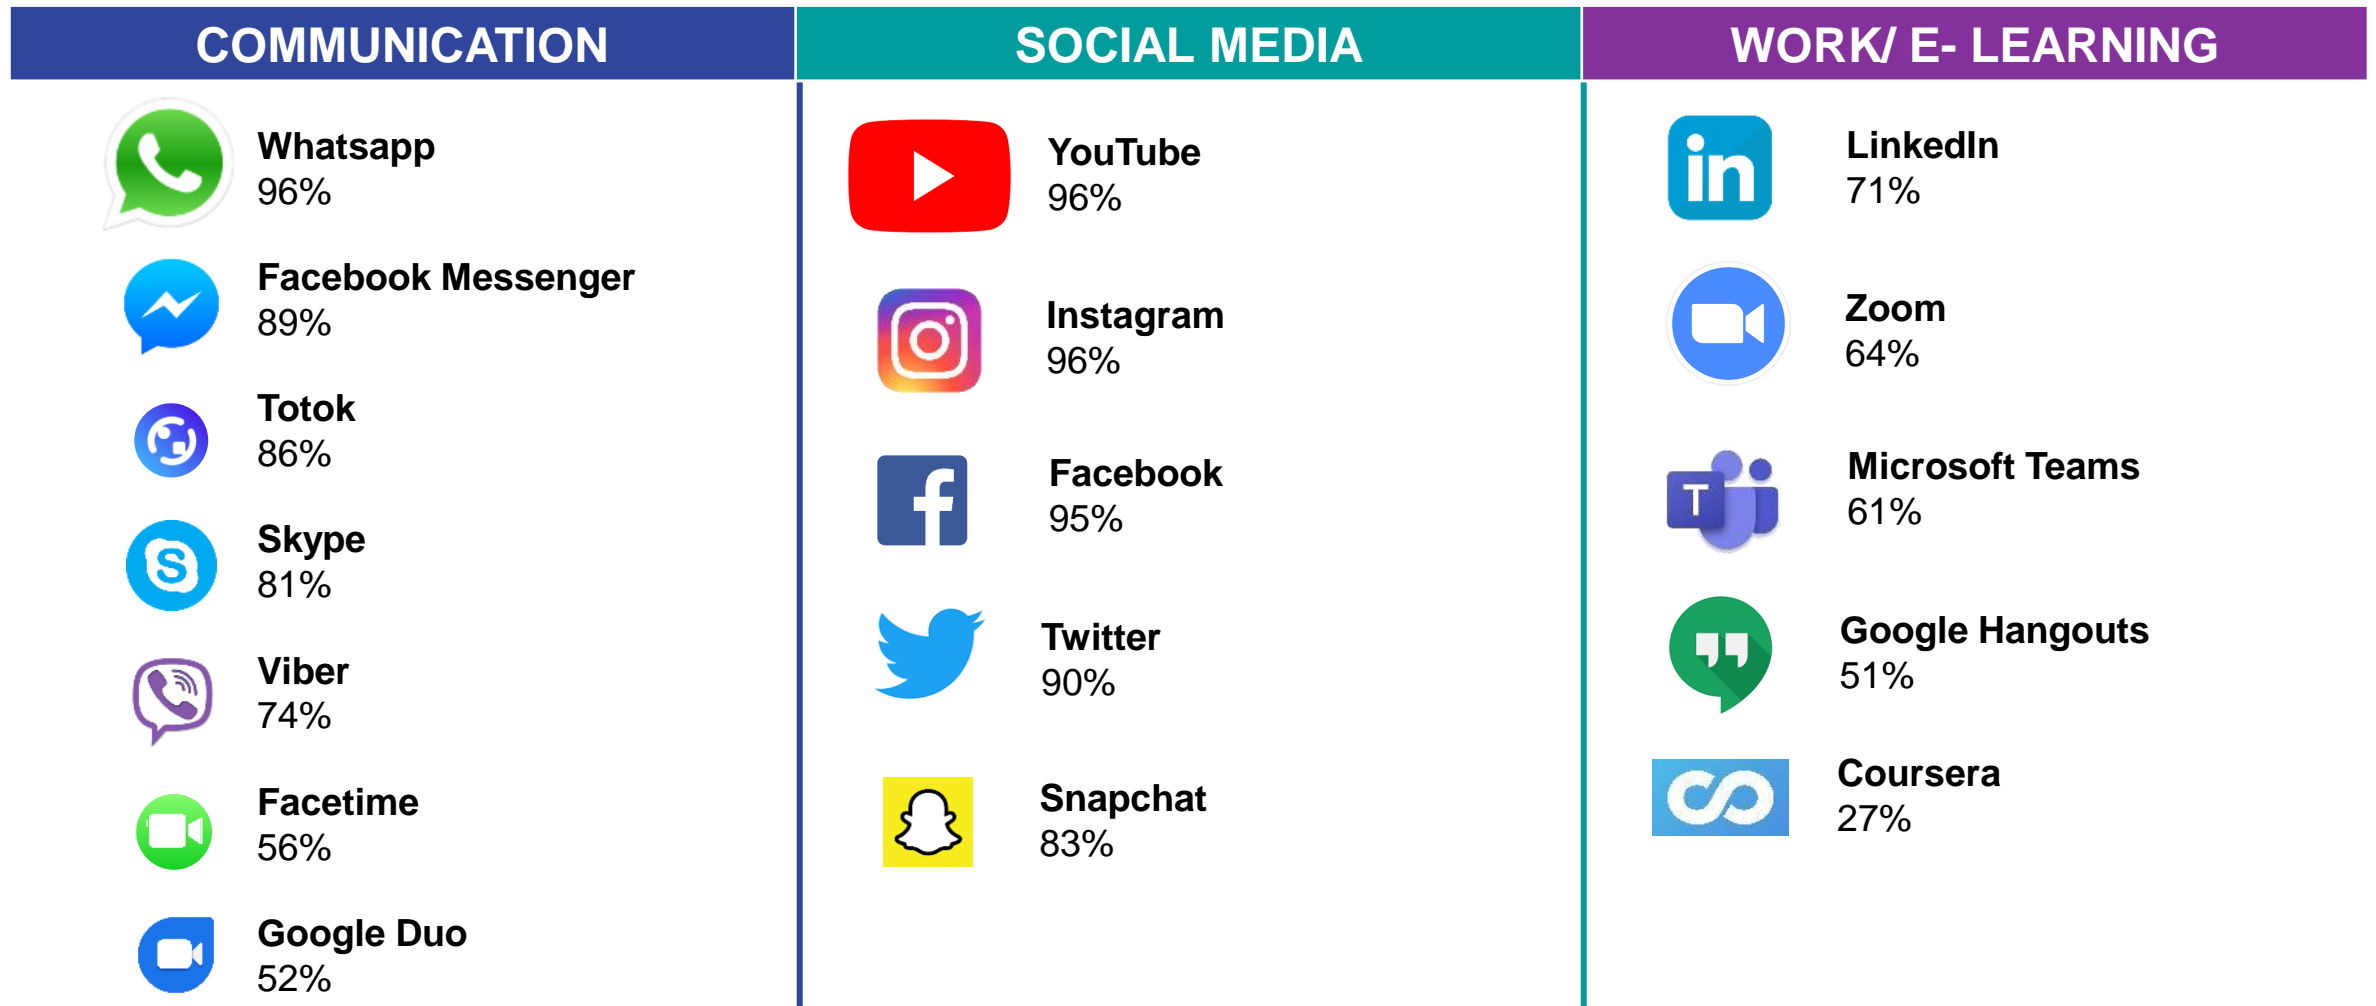 COMMUNICATION
Whatsapp
96%
Facebook Messenger
89%
Totok
86%
Skype
81%
Viber
74%
Facetime
56%
Google Duo
52%
SOCIAL MEDIA
YouTube
96%
Instagram
96%
Facebook
95%
Twitter
90%
Snapchat
83%
WORK/ E- LEARNING
in
LinkedIn
71%
Zoom
64%
T
Microsoft Teams
61%
Google Hangouts
51%
Coursera
27%